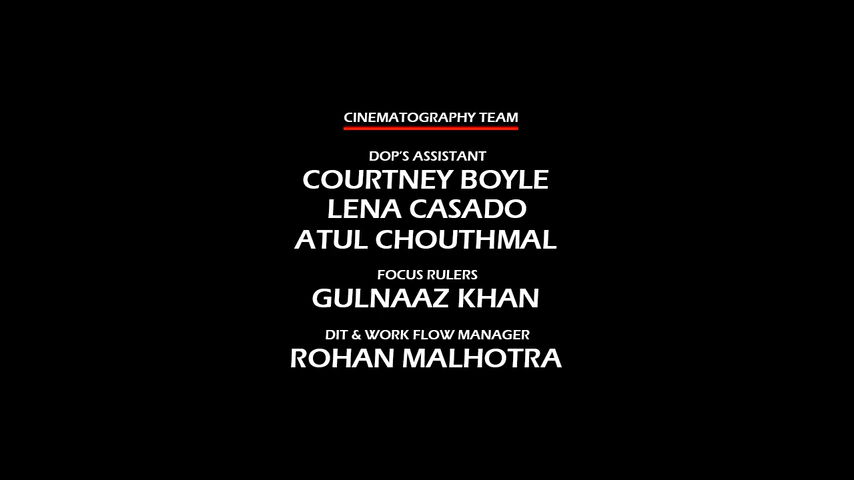 CINEMATOGRAPHY TEAM
DOP'S ASSISTANT
COURTNEY BOYLE
LENA CASADO
ATUL CHOUTHMAL
FOCUS RULERS
GULNAAZ KHAN
DIT & WORK FLOW MANAGER
ROHAN MALHOTRA